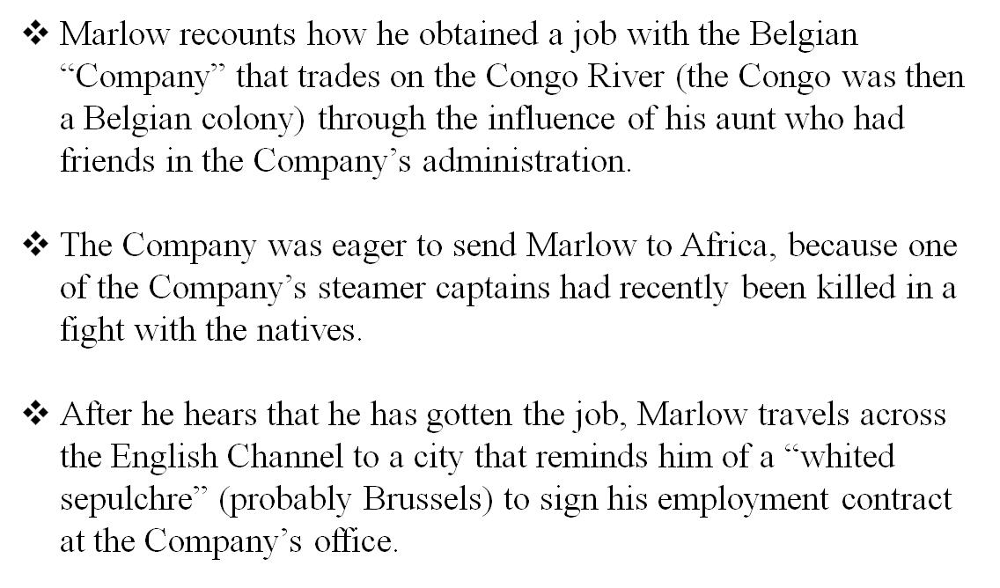 ❖ Marlow recounts how he obtained a job with the Belgian
“Company” that trades on the Congo River (the Congo was then
a Belgian colony) through the influence of his aunt who had
friends in the Company’s administration.
❖ The Company was eager to send Marlow to Africa, because one
of the Company’s steamer captains had recently been killed in a
fight with the natives.
❖ After he hears that he has gotten the job, Marlow travels across
the English Channel to a city that reminds him of a “whited
sepulchre” (probably Brussels) to sign his employment contract
at the Company’s office.